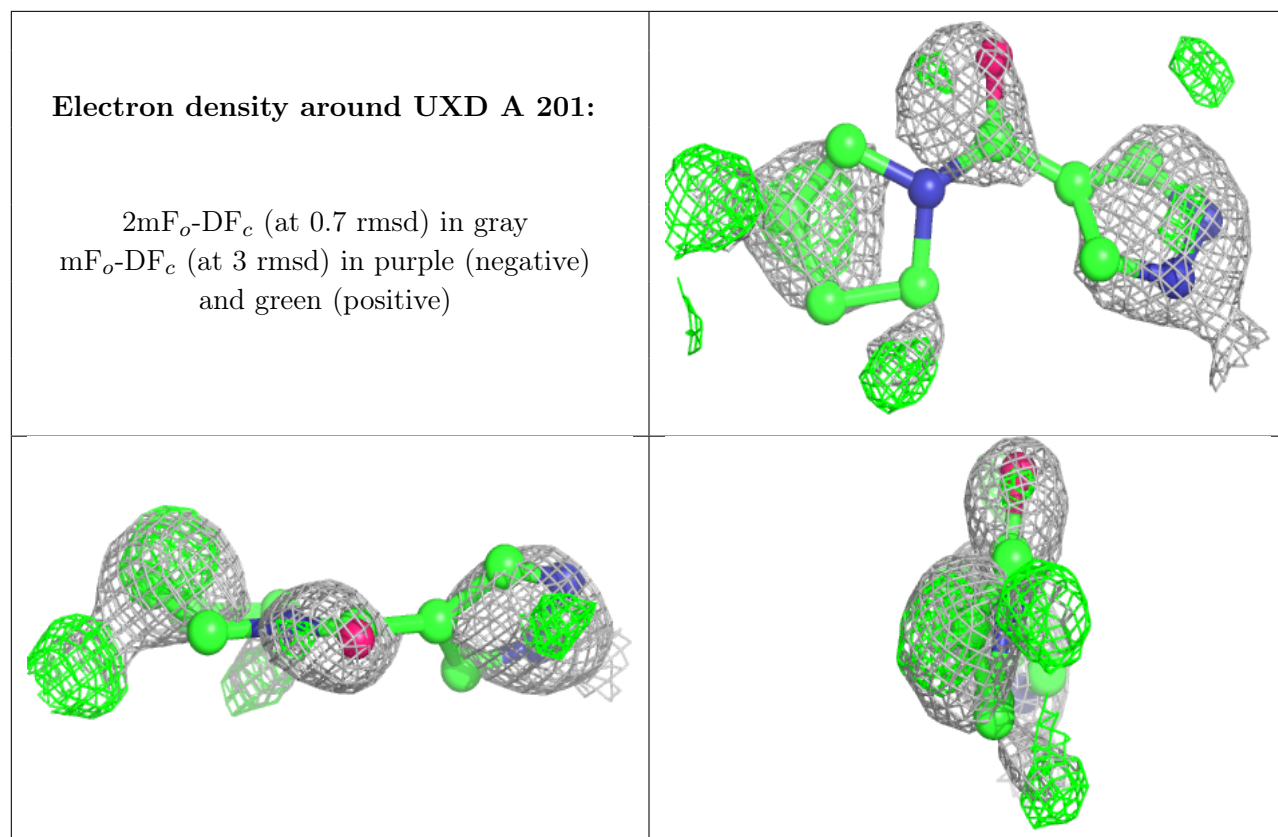 Electron density around UXD A 201:
2mFₒ-DF𝒸 (at 0.7 rmsd) in gray
mFₒ-DF𝒸 (at 3 rmsd) in purple (negative)
and green (positive)